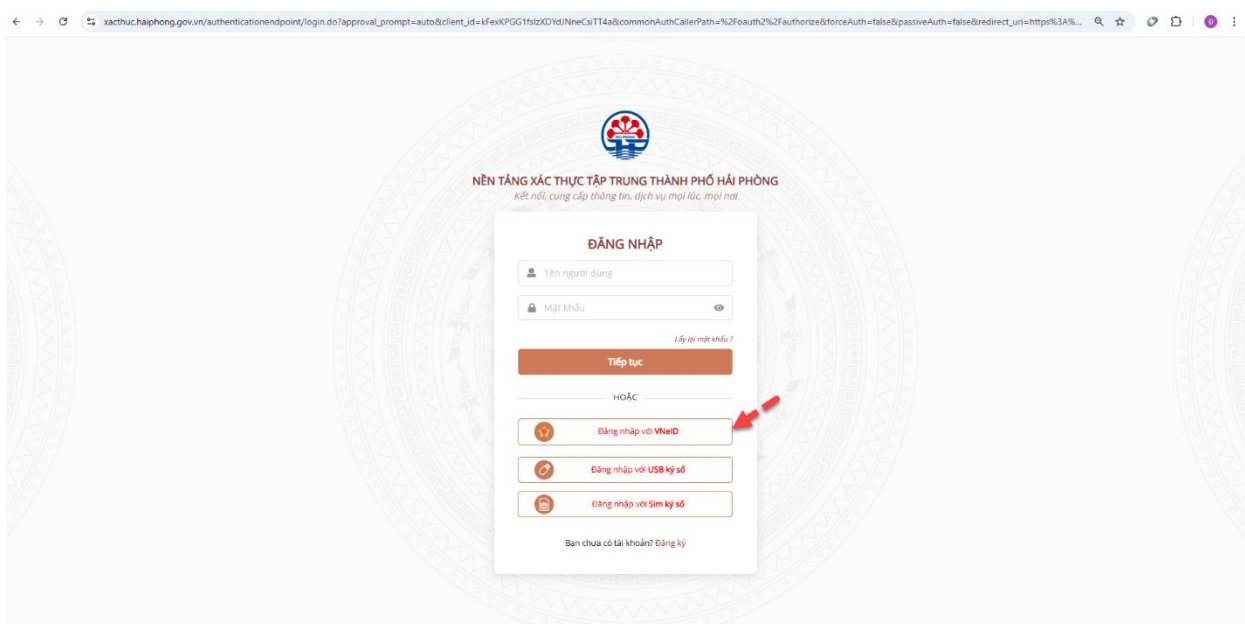 xacthuc.haiphong.gov.vn/authenticationendpoint/login.do?approval_prompt=auto&client_id=kFexKPGG1fsIzXDYdJNneCsiTT4a&commonAuthCallerPath=%2Foauth2%2Fauthorize&forceAuth=false&passiveAuth=false&redirect_uri=https%3A%...
NỀN TẢNG XÁC THỰC TẬP TRUNG THÀNH PHỐ HẢI PHÒNG
Kết nối, cung cấp thông tin, dịch vụ mọi lúc, mọi nơi
ĐĂNG NHẬP
Tên người dùng
Mật khẩu
Lấy lại mật khẩu ?
Tiếp tục
HOẶC
Đăng nhập với VNeID
Đăng nhập với USB ký số
Đăng nhập với Sim ký số
Bạn chưa có tài khoản? Đăng ký